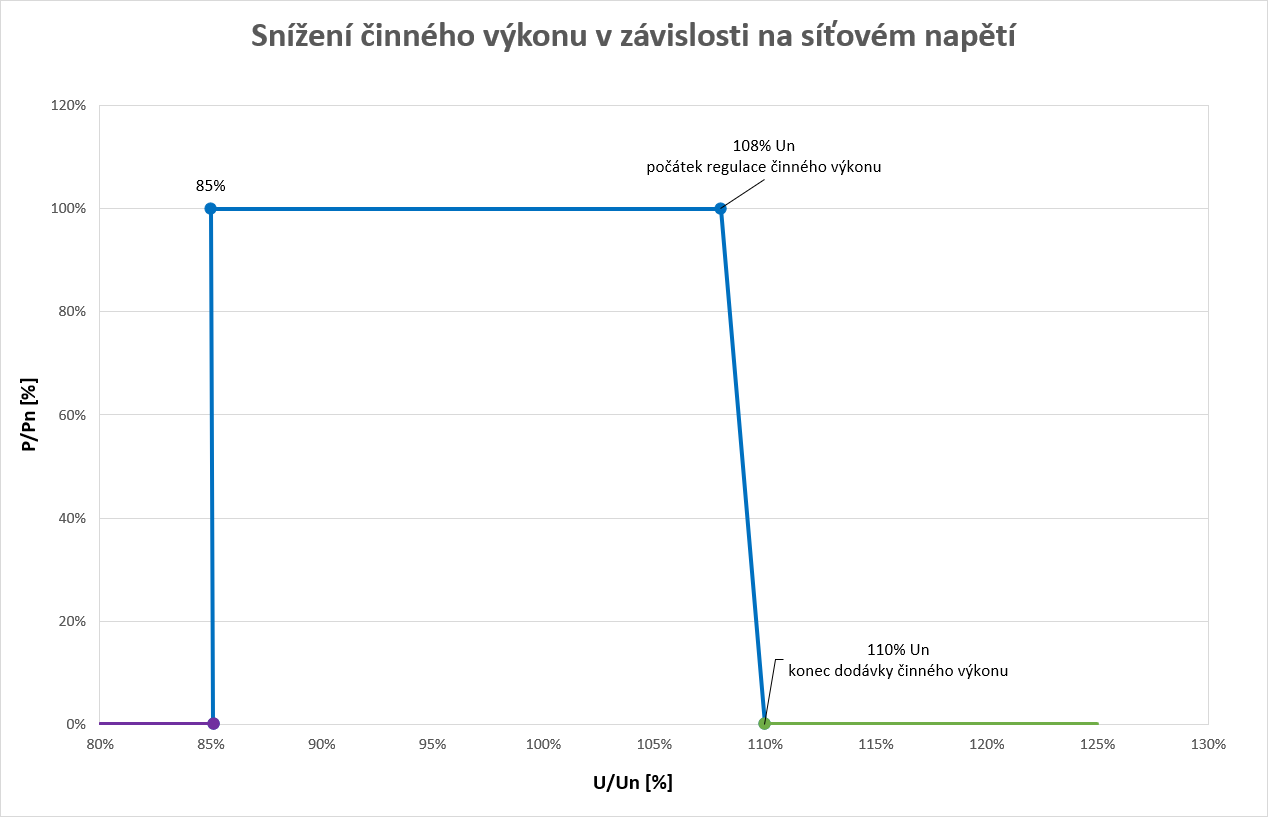 Snížení činného výkonu v závislosti na síťovém napětí
120%
108% Un
počátek regulace činného výkonu
85%
100%
80%
P/Pn [%]
60%
40%
20%
110% Un
konec dodávky činného výkonu
0%
80%
85%
90%
95%
100%
105%
110%
115%
120%
125%
130%
U/Un [%]